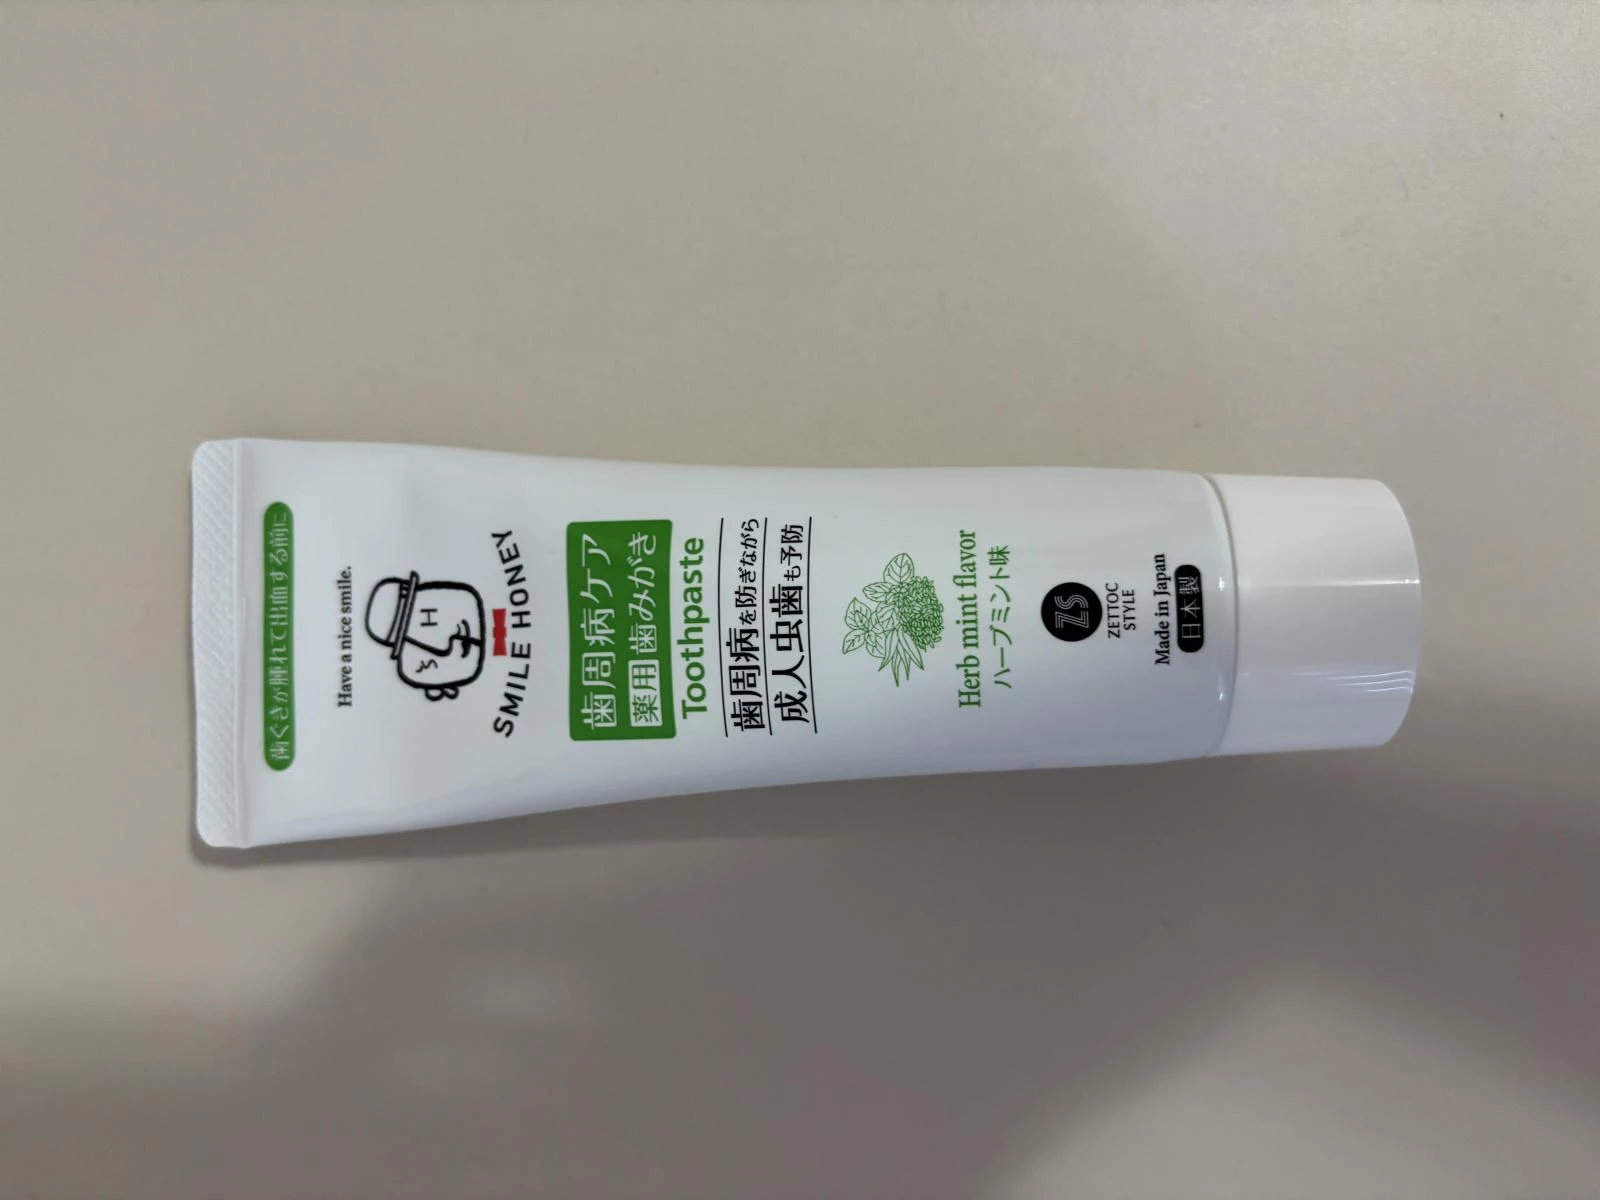 歯ぐきが腫れて出血する前に
Have a nice smile.
H
SMILE HONEY
歯周病ケア
薬用 歯みがき
Toothpaste
歯周病を防ぎながら
成人虫歯も予防
Herb mint flavor
ハーブミント味
ZS
ZETTOC
STYLE
Made in Japan
日本製